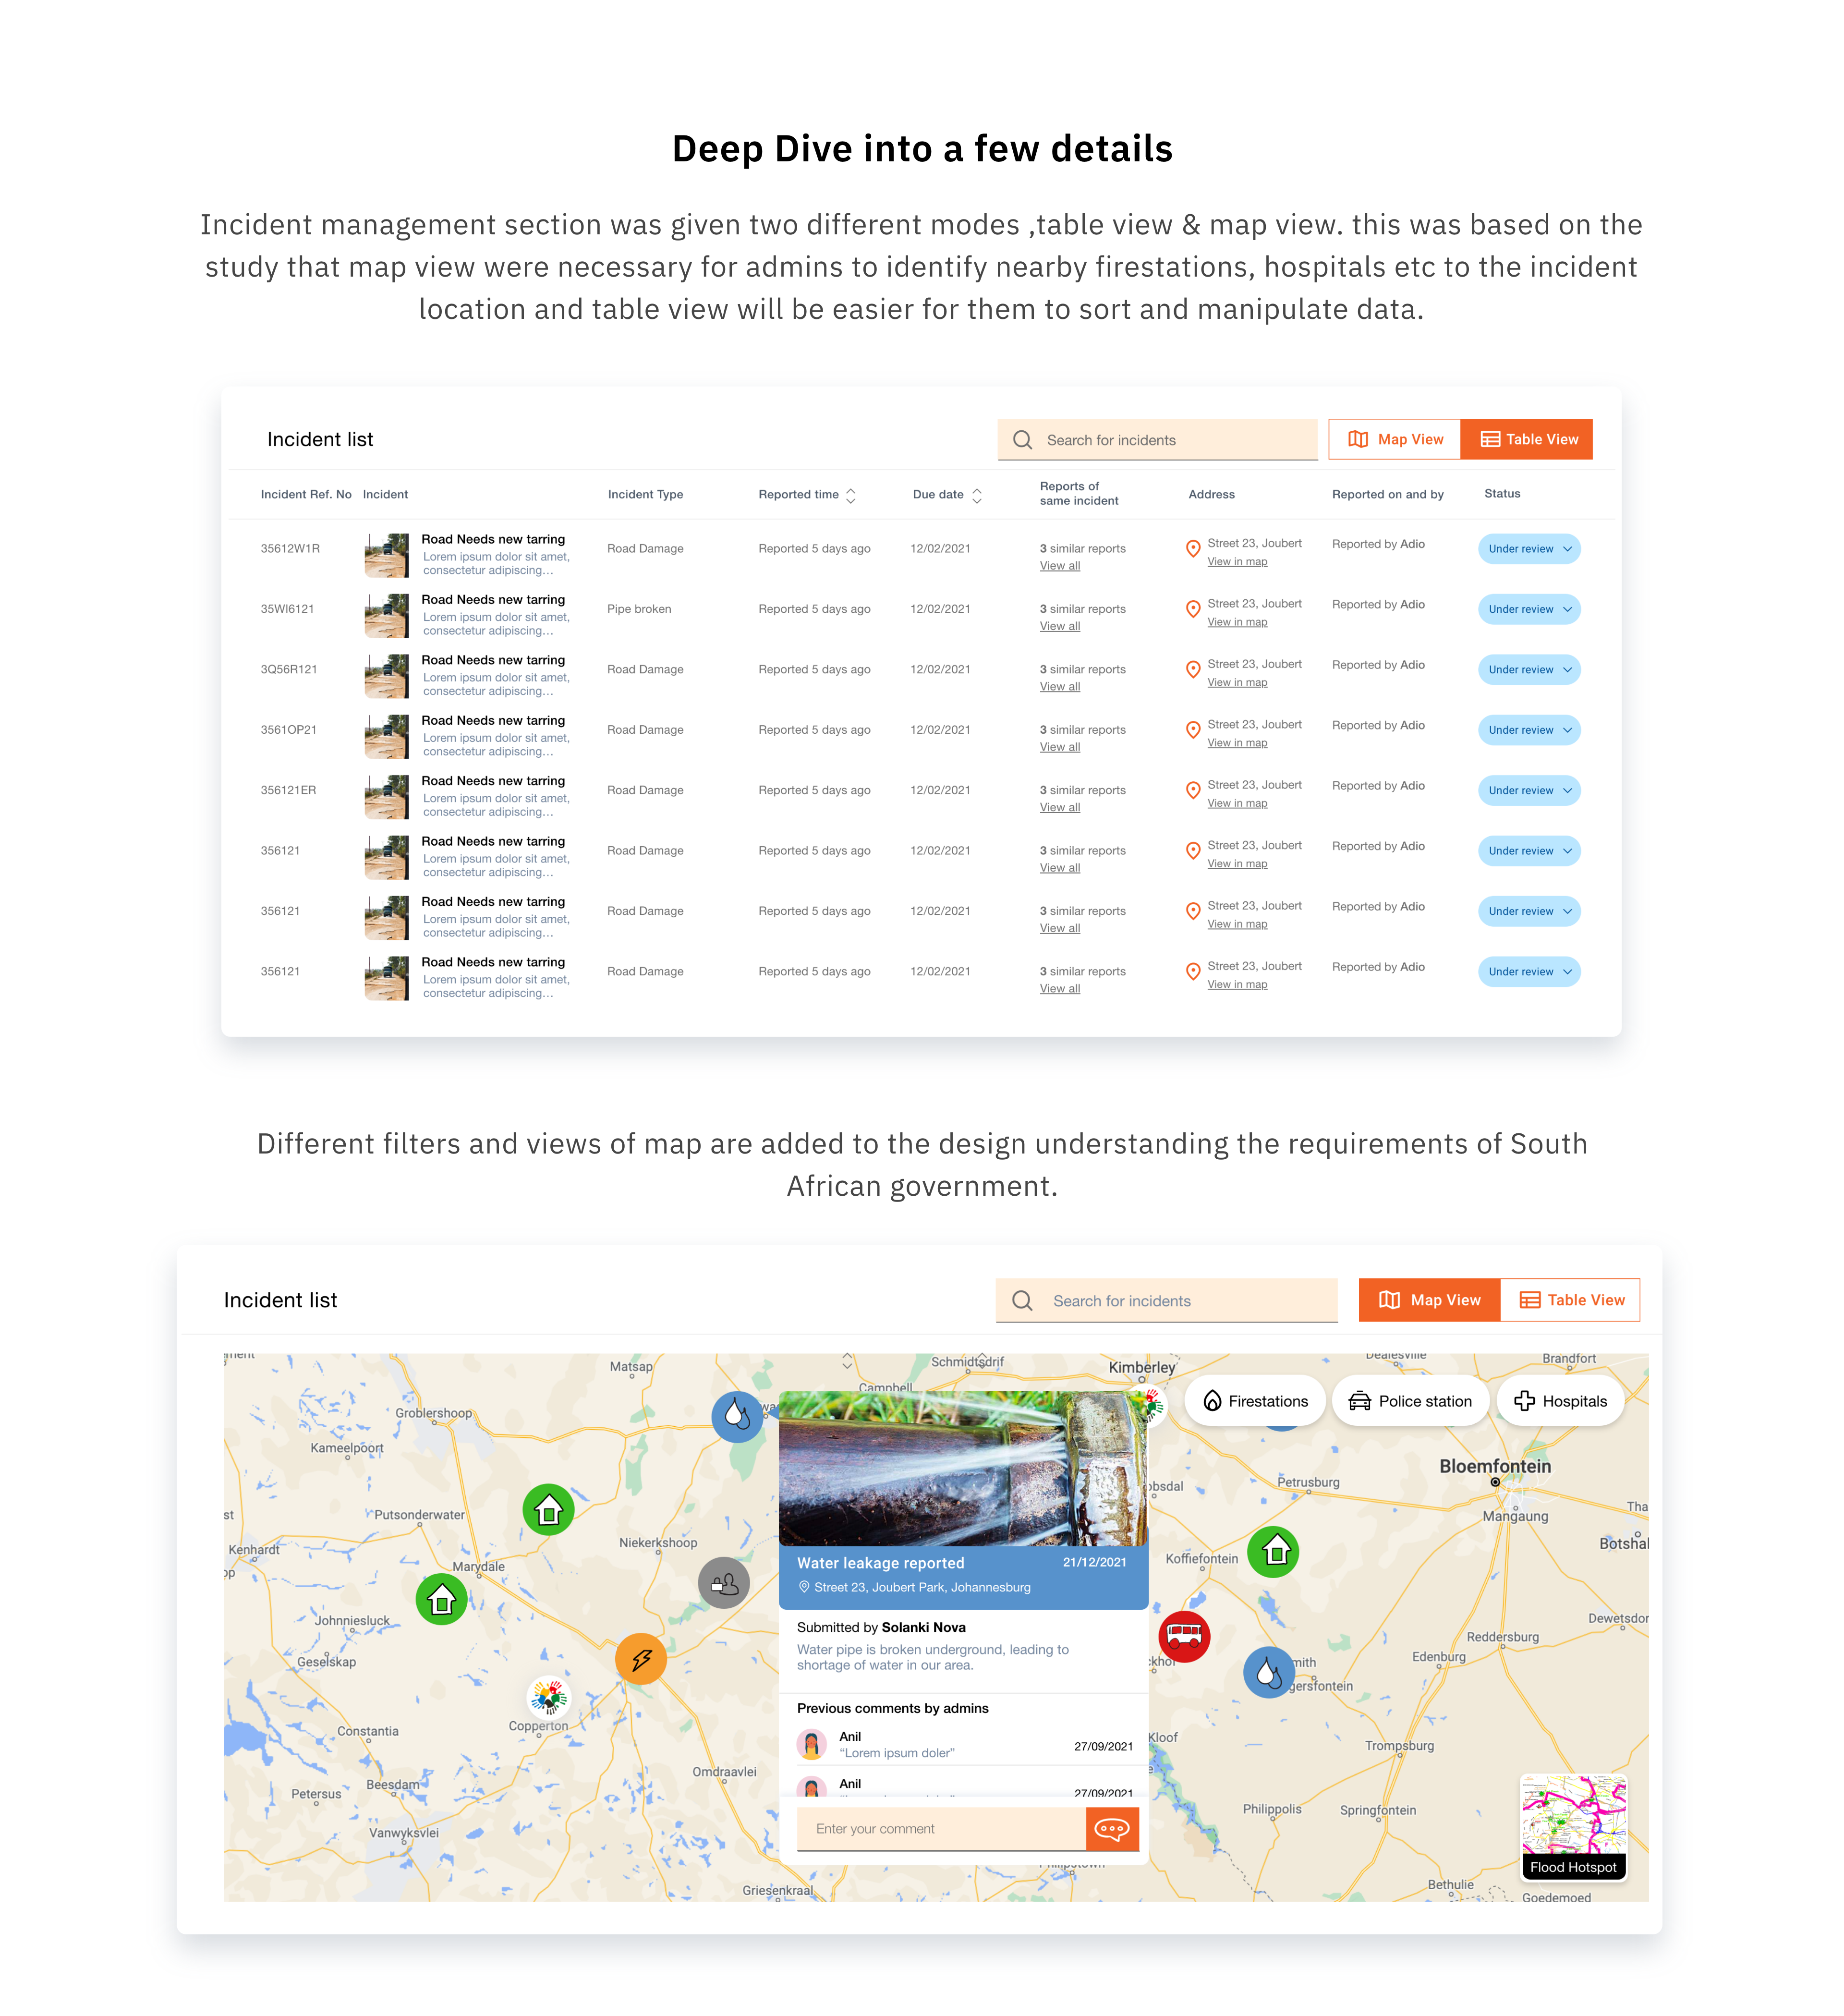 Deep Dive into a few details
Incident management section was given two different modes ,table view & map view. this was based on the
study that map view were necessary for admins to identify nearby firestations, hospitals etc to the incident
location and table view will be easier for them to sort and manipulate data.
Incident list
Search for incidents
Map View
Table View
Incident Ref. No
Incident
Incident Type
Reported time
Due date
Reports of
same incident
Address
Reported on and by
Status
35612W1R
Road Needs new tarring
Lorem ipsum dolor sit amet,
consectetur adipiscing...
Road Damage
Reported 5 days ago
12/02/2021
3 similar reports
View all
Street 23, Joubert
View in map
Reported by Adio
Under review
35WI6121
Road Needs new tarring
Lorem ipsum dolor sit amet,
consectetur adipiscing...
Pipe broken
Reported 5 days ago
12/02/2021
3 similar reports
View all
Street 23, Joubert
View in map
Reported by Adio
Under review
3Q56R121
Road Needs new tarring
Lorem ipsum dolor sit amet,
consectetur adipiscing...
Road Damage
Reported 5 days ago
12/02/2021
3 similar reports
View all
Street 23, Joubert
View in map
Reported by Adio
Under review
3561OP21
Road Needs new tarring
Lorem ipsum dolor sit amet,
consectetur adipiscing...
Road Damage
Reported 5 days ago
12/02/2021
3 similar reports
View all
Street 23, Joubert
View in map
Reported by Adio
Under review
356121ER
Road Needs new tarring
Lorem ipsum dolor sit amet,
consectetur adipiscing...
Road Damage
Reported 5 days ago
12/02/2021
3 similar reports
View all
Street 23, Joubert
View in map
Reported by Adio
Under review
356121
Road Needs new tarring
Lorem ipsum dolor sit amet,
consectetur adipiscing...
Road Damage
Reported 5 days ago
12/02/2021
3 similar reports
View all
Street 23, Joubert
View in map
Reported by Adio
Under review
356121
Road Needs new tarring
Lorem ipsum dolor sit amet,
consectetur adipiscing...
Road Damage
Reported 5 days ago
12/02/2021
3 similar reports
View all
Street 23, Joubert
View in map
Reported by Adio
Under review
356121
Road Needs new tarring
Lorem ipsum dolor sit amet,
consectetur adipiscing...
Road Damage
Reported 5 days ago
12/02/2021
3 similar reports
View all
Street 23, Joubert
View in map
Reported by Adio
Under review
Different filters and views of map are added to the design understanding the requirements of South
African government.
Incident list
Search for incidents
Map View
Table View
Matsap
Schmidtsdrif
Kimberley
Dealesville
Brandfort
Campbell
Firestations
Police station
Hospitals
Groblershoop
Kameelpoort
Bloemfontein
obsdal
Petrusburg
Putsonderwater
st
Mangaung
Tha
Niekerkshoop
Kenhardt
Botshal
op
Marydale
Koffiefontein
Water leakage reported
21/12/2021
Street 23, Joubert Park, Johannesburg
Johnniesluck
Dewetsdor
Submitted by Solanki Nova
Reddersburg
Water pipe is broken underground, leading to
shortage of water in our area.
Geselskap
Edenburg
ckhof
mith
gersfontein
Previous comments by admins
Copperton
Constantia
Anil
"Lorem ipsum doler"
27/09/2021
Kloof
Trompsburg
Omdraavlei
Beesdam
Petersus
Anil
27/09/2021
Philippolis
Springfontein
Vanwyksvlei
Enter your comment
Flood Hotspot
Griesenkraal
Bethulie
Goedemoed